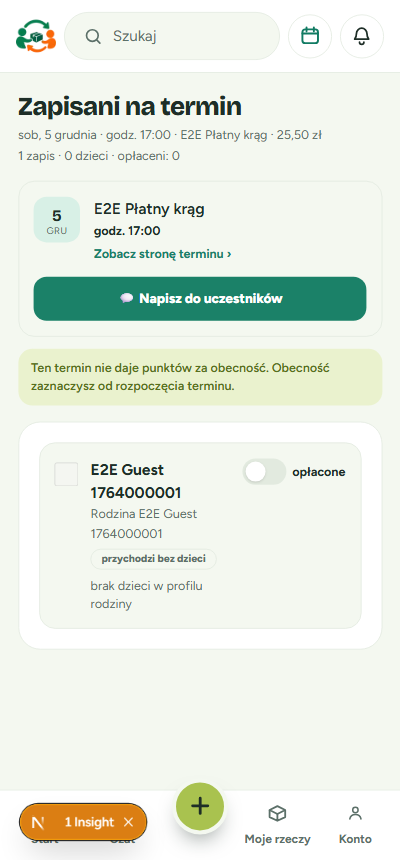 Szukaj
Zapisani na termin
sob, 5 grudnia · godz. 17:00 · E2E Płatny krąg · 25,50 zł
1 zapis · 0 dzieci · opłaceni: 0
5
GRU
E2E Płatny krąg
godz. 17:00
Zobacz stronę terminu ›
Napisz do uczestników
Ten termin nie daje punktów za obecność. Obecność
zaznaczysz od rozpoczęcia terminu.
E2E Guest
1764000001
opłacone
Rodzina E2E Guest
1764000001
przychodzi bez dzieci
brak dzieci w profilu
rodziny
N
1 Insight
Start
Czat
Moje rzeczy
Konto